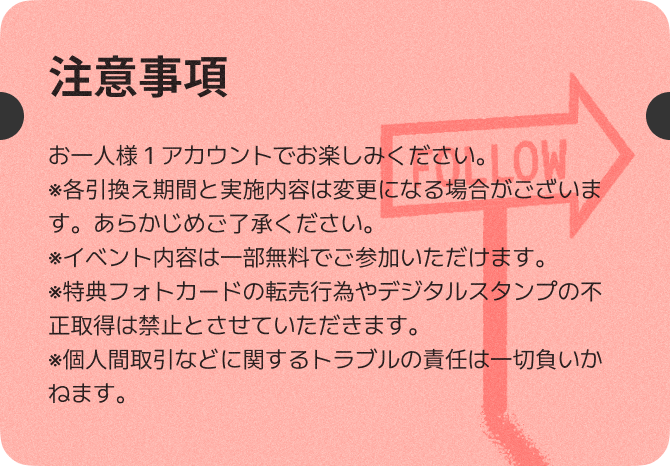 注意事項
お一人様１アカウントでお楽しみください。
※各引換え期間と実施内容は変更になる場合がございま
す。あらかじめご了承ください。
※イベント内容は一部無料でご参加いただけます。
※特典フォトカードの転売行為やデジタルスタンプの不
正取得は禁止とさせていただきます。
※個人間取引などに関するトラブルの責任は一切負いか
ねます。
FOLLOW